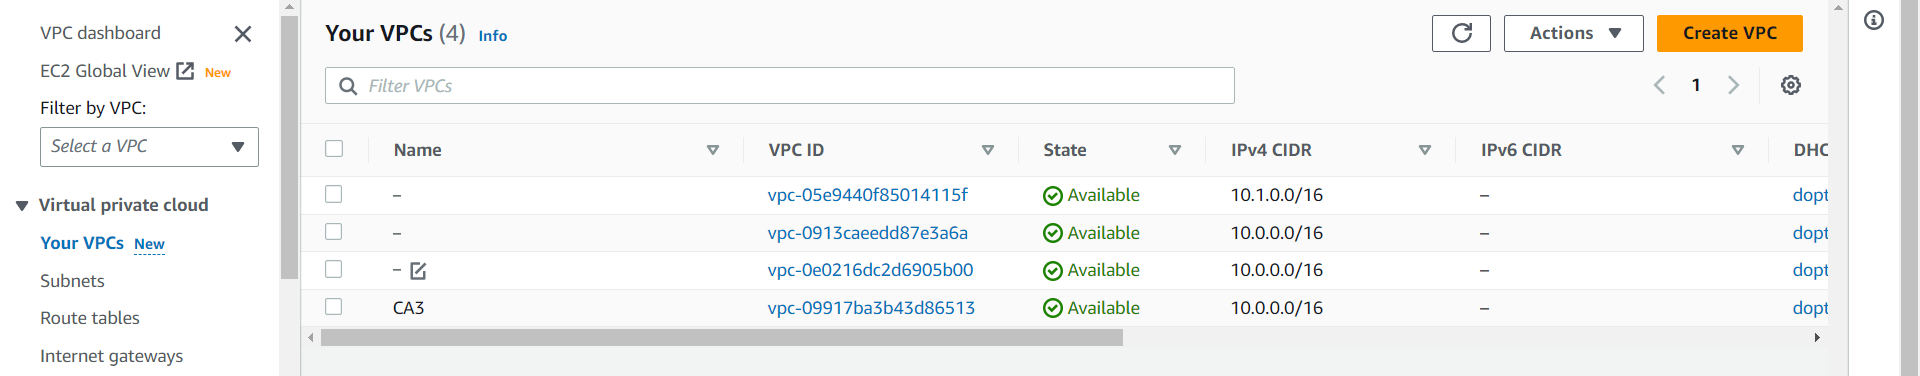 VPC dashboard
EC2 Global View New
Filter by VPC:
Select a VPC
Virtual private cloud
Your VPCs New
Subnets
Route tables
Internet gateways
Your VPCs (4) Info
Actions
Create VPC
Filter VPCs
1
Name VPC ID State IPv4 CIDR IPv6 CIDR DHC
– vpc-05e9440f85014115f Available 10.1.0.0/16 – dopt
– vpc-0913caeedd87e3a6a Available 10.0.0.0/16 – dopt
– vpc-0e0216dc2d6905b00 Available 10.0.0.0/16 – dopt
CA3 vpc-09917ba3b43d86513 Available 10.0.0.0/16 – dopt